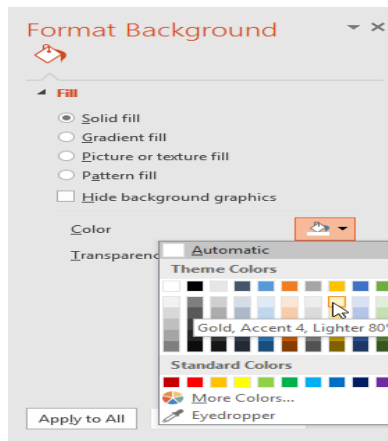 Format Background
Fill
Solid fill
Gradient fill
Picture or texture fill
Pattern fill
Hide background graphics
Color
Transparenc
Automatic
Theme Colors
Gold, Accent 4, Lighter 80%
Standard Colors
More Colors...
Eyedropper
Apply to All